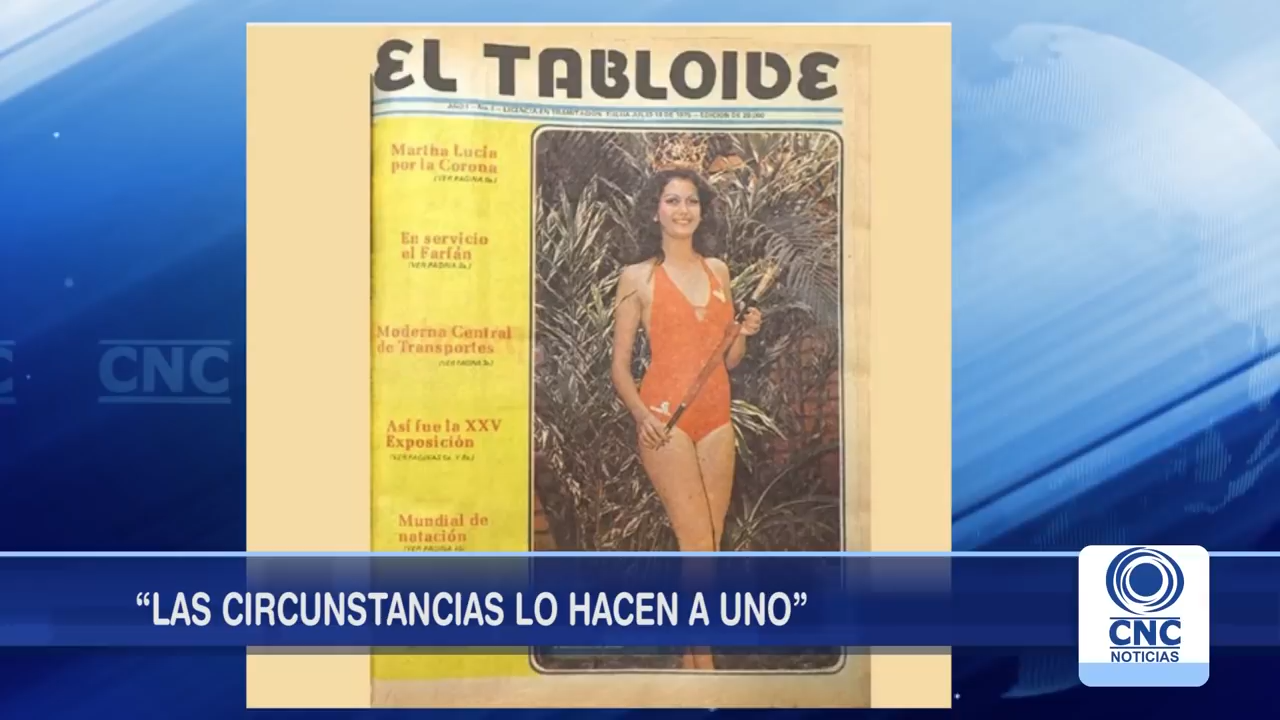 EL TABLOIDE
Martha Lucia
por la Corona
En servicio
el Farfán
Moderna Central
de Transportes
Así fue la XXV
Exposición
Mundial de
natación
CNC
"LAS CIRCUNSTANCIAS LO HACEN A UNO"
CNC
NOTICIAS